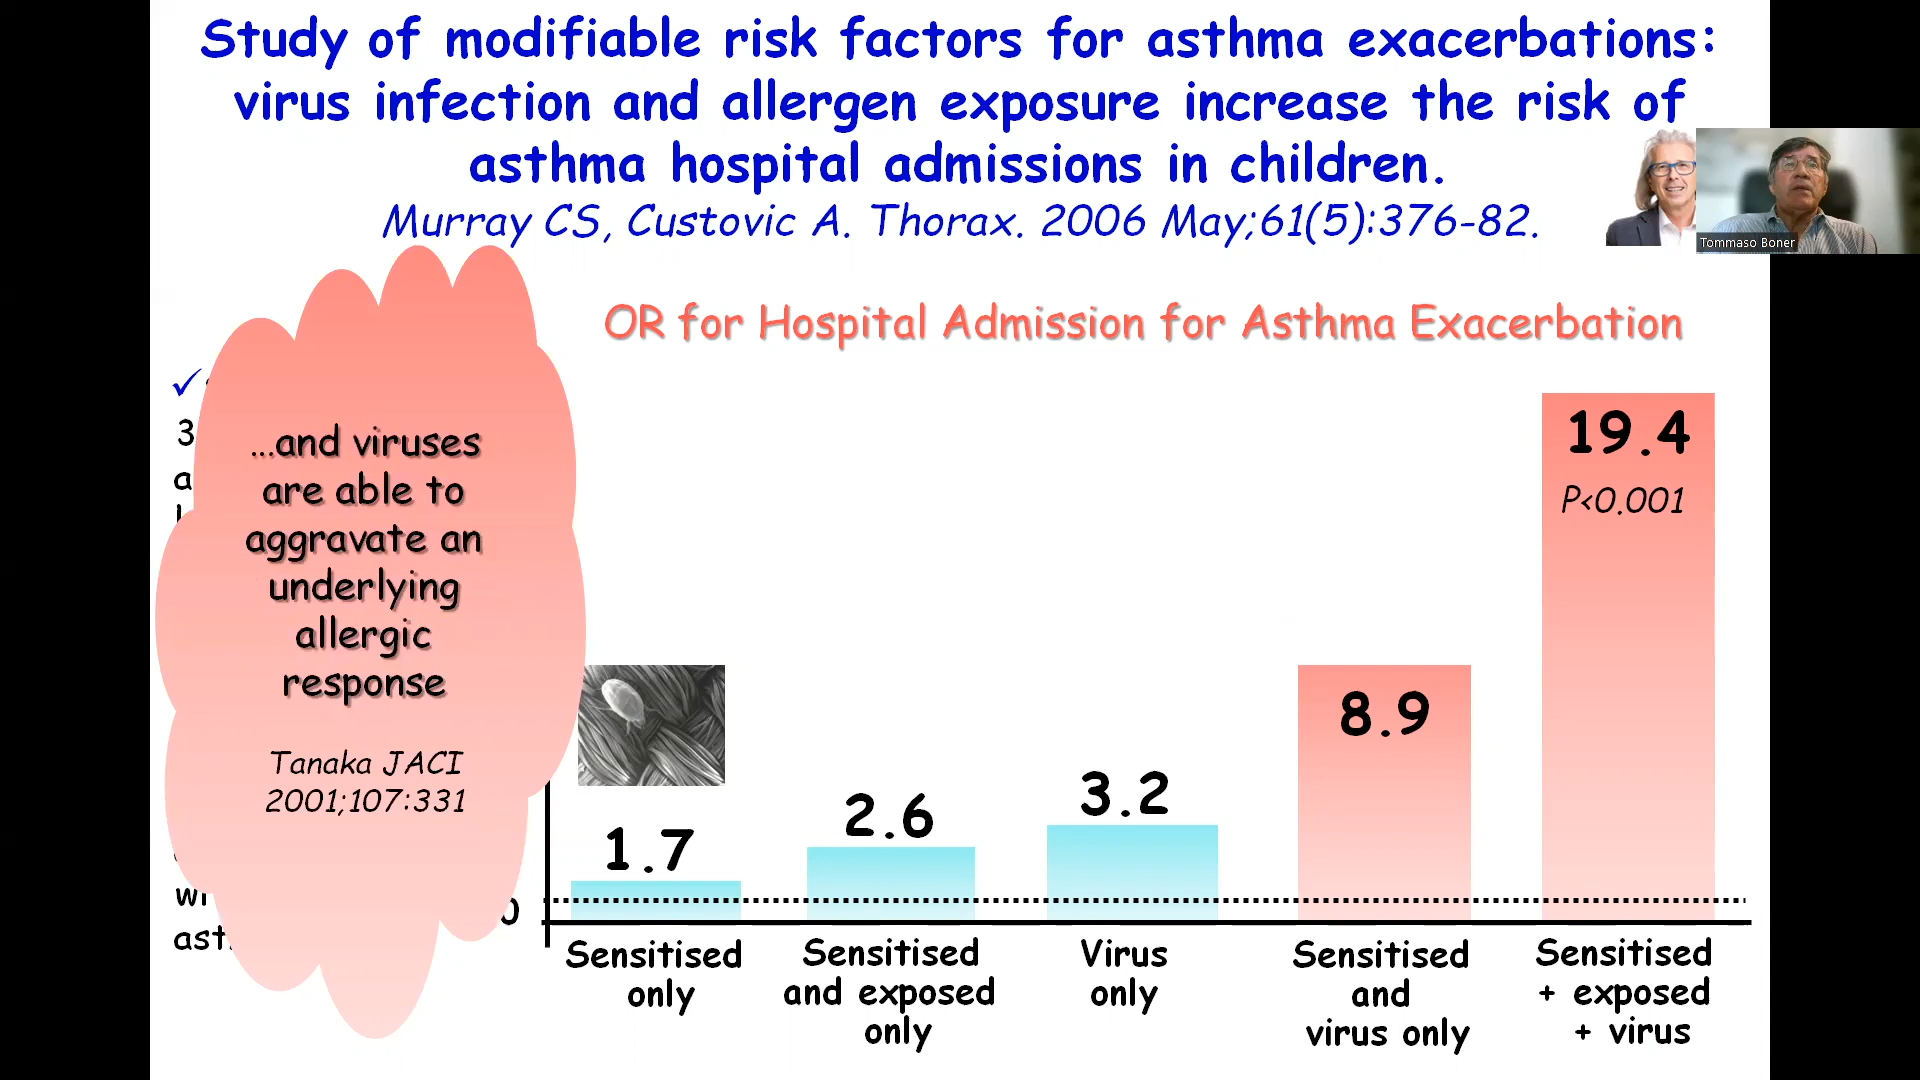 Study of modifiable risk factors for asthma exacerbations:
virus infection and allergen exposure increase the risk of
asthma hospital admissions in children.
Murray CS, Custovic A. Thorax. 2006 May;61(5):376-82.
Tommaso Boner
OR for Hospital Admission for Asthma Exacerbation
✓
3
a
...and viruses
are able to
aggravate an
underlying
allergic
response
Tanaka JACI
2001;107:331
wi
ast
0
19.4
P<0.001
8.9
3.2
2.6
1.7
Sensitised
only
Sensitised
and exposed
only
Virus
only
Sensitised
and
virus only
Sensitised
+ exposed
+ virus